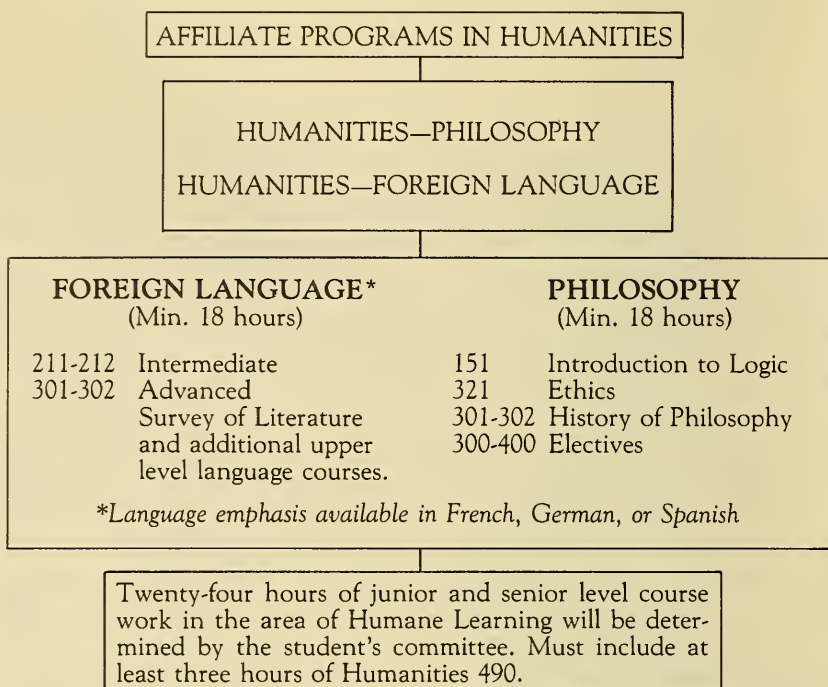 AFFILIATE PROGRAMS IN HUMANITIES
HUMANITIES—PHILOSOPHY
HUMANITIES—FOREIGN LANGUAGE
FOREIGN LANGUAGE*
(Min. 18 hours)
211-212 Intermediate
301-302 Advanced
Survey of Literature
and additional upper
level language courses.
PHILOSOPHY
(Min. 18 hours)
151 Introduction to Logic
321 Ethics
301-302 History of Philosophy
300-400 Electives
*Language emphasis available in French, German, or Spanish
Twenty-four hours of junior and senior level course
work in the area of Humane Learning will be deter-
mined by the student's committee. Must include at
least three hours of Humanities 490.